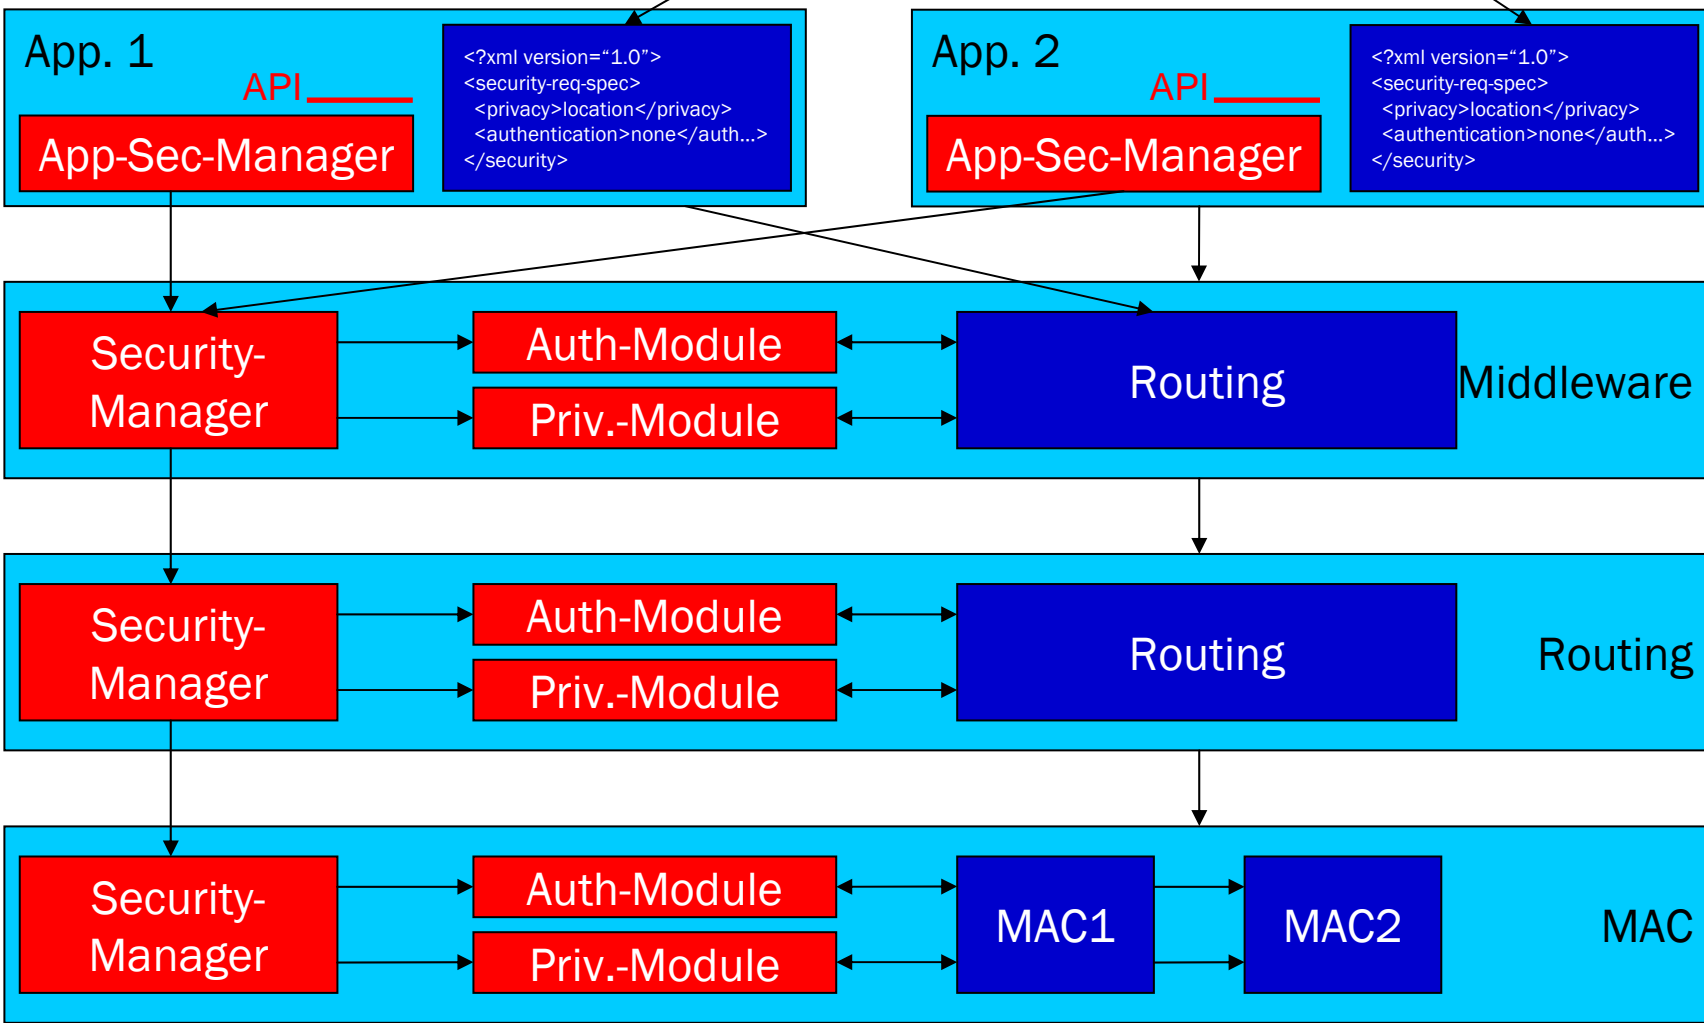 App. 1
API
App-Sec-Manager
<?xml version=“1.0”>
<security-req-spec>
<privacy>location</privacy>
<authentication>none</auth...>
</security>
App. 2
API
App-Sec-Manager
<?xml version=“1.0”>
<security-req-spec>
<privacy>location</privacy>
<authentication>none</auth...>
</security>
Security-
Manager
Auth-Module
Priv.-Module
Routing
Middleware
Security-
Manager
Auth-Module
Priv.-Module
Routing
Routing
Security-
Manager
Auth-Module
Priv.-Module
MAC1
MAC2
MAC